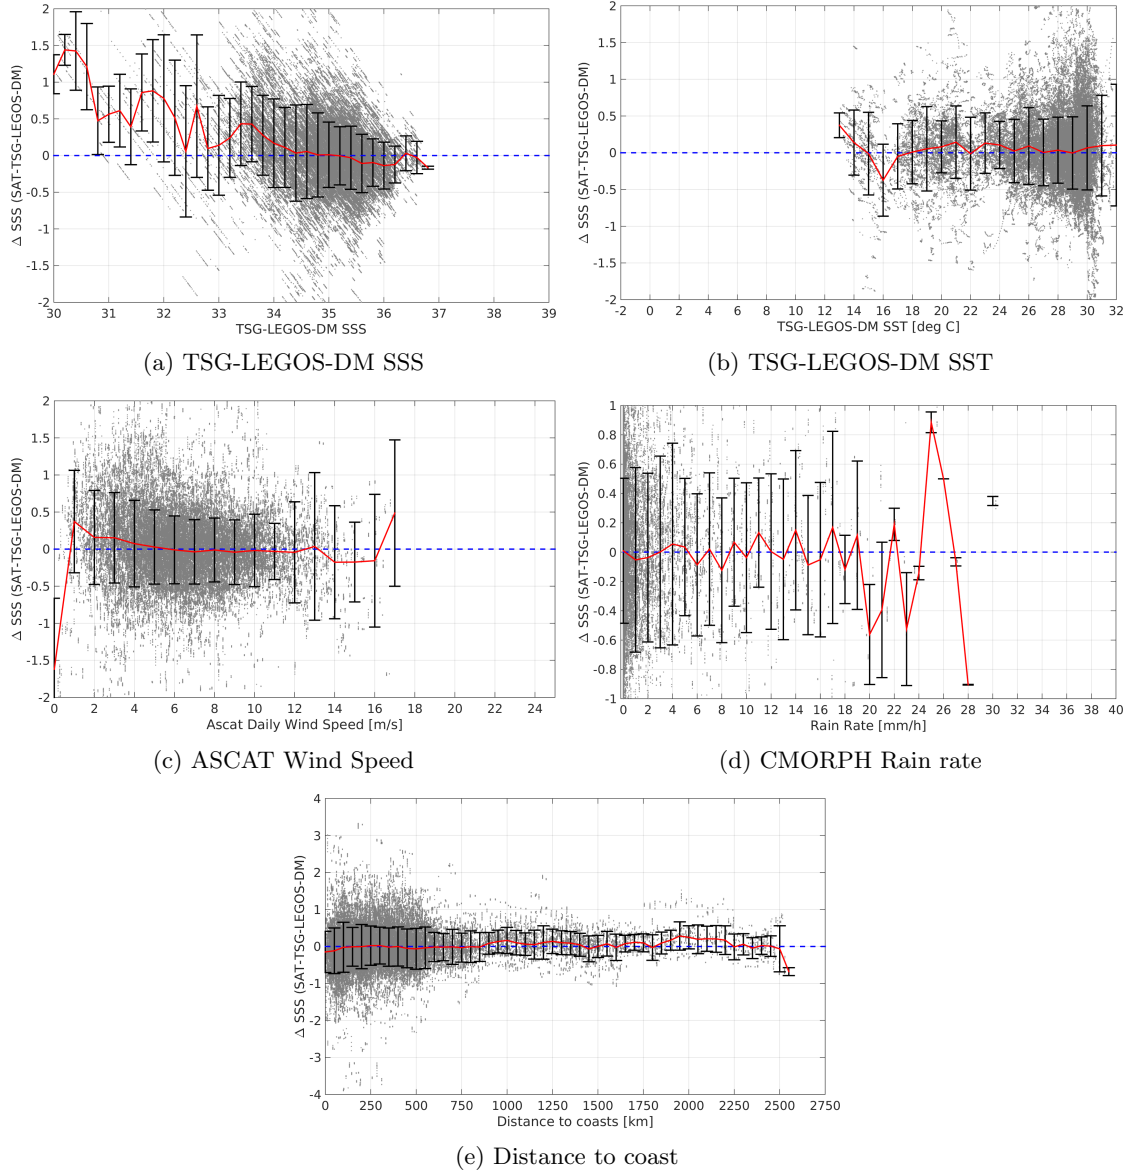 2
1.5
1
0.5
0
-0.5
-1
-1.5
-2
Δ SSS (SAT-TSG-LEGOS-DM)
30 31 32 33 34 35 36 37 38 39
TSG-LEGOS-DM SSS
(a) TSG-LEGOS-DM SSS
2
1.5
1
0.5
0
-0.5
-1
-1.5
-2
Δ SSS (SAT-TSG-LEGOS-DM)
-2 0 2 4 6 8 10 12 14 16 18 20 22 24 26 28 30 32
TSG-LEGOS-DM SST [deg C]
(b) TSG-LEGOS-DM SST
2
1.5
1
0.5
0
-0.5
-1
-1.5
-2
Δ SSS (SAT-TSG-LEGOS-DM)
0 2 4 6 8 10 12 14 16 18 20 22 24
Ascat Daily Wind Speed [m/s]
(c) ASCAT Wind Speed
1
0.8
0.6
0.4
0.2
0
-0.2
-0.4
-0.6
-0.8
-1
Δ SSS (SAT-TSG-LEGOS-DM)
0 2 4 6 8 10 12 14 16 18 20 22 24 26 28 30 32 34 36 38 40
Rain Rate [mm/h]
(d) CMORPH Rain rate
4
3
2
1
0
-1
-2
-3
-4
Δ SSS (SAT-TSG-LEGOS-DM)
0 250 500 750 1000 1250 1500 1750 2000 2250 2500 2750
Distance to coasts [km]
(e) Distance to coast